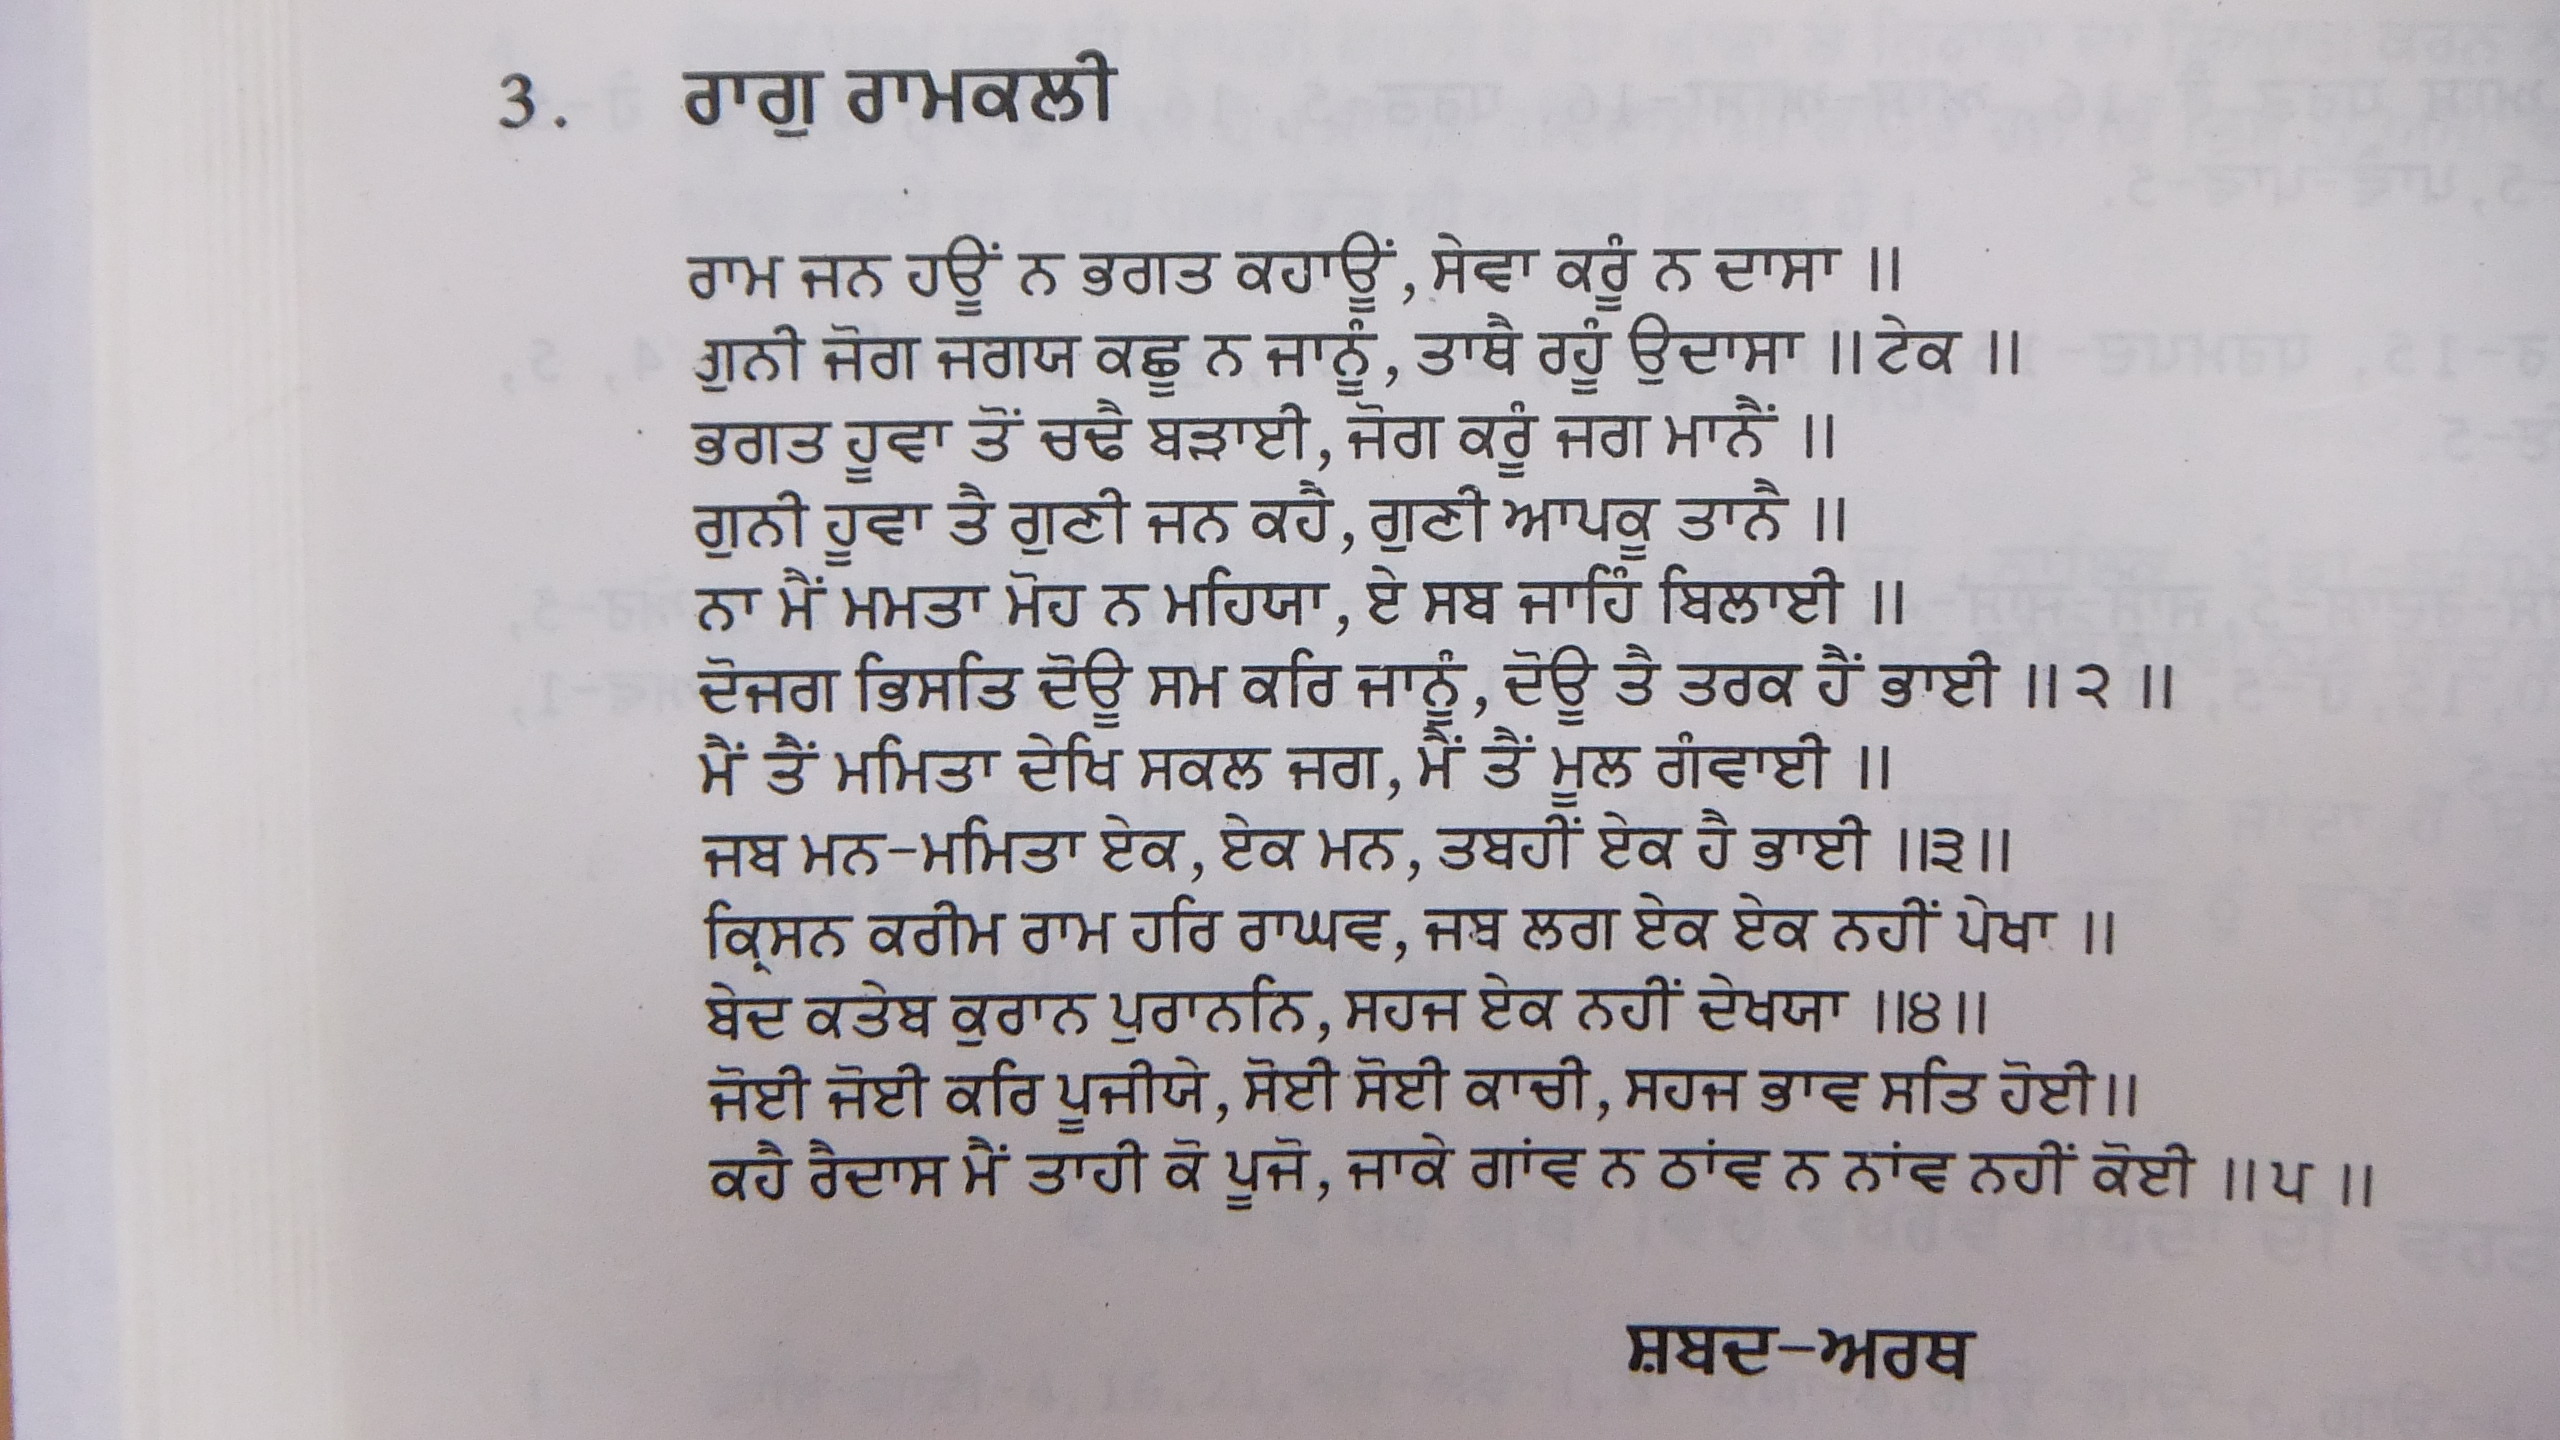 3. ਰਾਗੁ ਰਾਮਕਲੀ
ਰਾਮ ਜਨ ਹਊਂ ਨ ਭਗਤ ਕਹਾਊਂ, ਸੇਵਾ ਕਰੂੰ ਨ ਦਾਸਾ ॥
ਗੁਨੀ ਜੋਗ ਜਗਯ ਕਛੂ ਨ ਜਾਨੂੰ, ਤਾਥੈ ਰਹੂੰ ਉਦਾਸਾ ॥ ਟੇਕ ॥
ਭਗਤ ਹੂਵਾ ਤੋਂ ਚਢੈ ਬੜਾਈ, ਜੋਗ ਕਰੂੰ ਜਗ ਮਾਨੈਂ ॥
ਗੁਨੀ ਹੂਵਾ ਤੈ ਗੁਣੀ ਜਨ ਕਹੈ, ਗੁਣੀ ਆਪਕੂ ਤਾਨੈ ॥
ਨਾ ਮੈਂ ਮਮਤਾ ਮੋਹ ਨ ਮਹਿਯਾ, ਏ ਸਬ ਜਾਹਿੰ ਬਿਲਾਈ ॥
ਦੋਜਗ ਭਿਸਤਿ ਦੋਊ ਸਮ ਕਰਿ ਜਾਨੂੰ, ਦੋਊ ਤੈ ਤਰਕ ਹੈਂ ਭਾਈ ॥ ੨ ॥
ਮੈਂ ਤੈਂ ਮਮਿਤਾ ਦੇਖਿ ਸਕਲ ਜਗ, ਮੈਂ ਤੈਂ ਮੂਲ ਗੰਵਾਈ ॥
ਜਬ ਮਨ-ਮਮਿਤਾ ਏਕ, ਏਕ ਮਨ, ਤਬਹੀਂ ਏਕ ਹੈ ਭਾਈ ॥੩॥
ਕ੍ਰਿਸਨ ਕਰੀਮ ਰਾਮ ਹਰਿ ਰਾਘਵ, ਜਬ ਲਗ ਏਕ ਏਕ ਨਹੀਂ ਪੇਖਾ ॥
ਬੇਦ ਕਤੇਬ ਕੁਰਾਨ ਪੁਰਾਨਨਿ, ਸਹਜ ਏਕ ਨਹੀਂ ਦੇਖਯਾ ॥੪॥
ਜੋਈ ਜੋਈ ਕਰਿ ਪੂਜੀਯੇ, ਸੋਈ ਸੋਈ ਕਾਚੀ, ਸਹਜ ਭਾਵ ਸਤਿ ਹੋਈ॥
ਕਹੈ ਰੈਦਾਸ ਮੈਂ ਤਾਹੀ ਕੋ ਪੂਜੋ, ਜਾਕੇ ਗਾਂਵ ਨ ਠਾਂਵ ਨ ਨਾਂਵ ਨਹੀਂ ਕੋਈ ॥ ੫ ॥
ਸ਼ਬਦ-ਅਰਥ